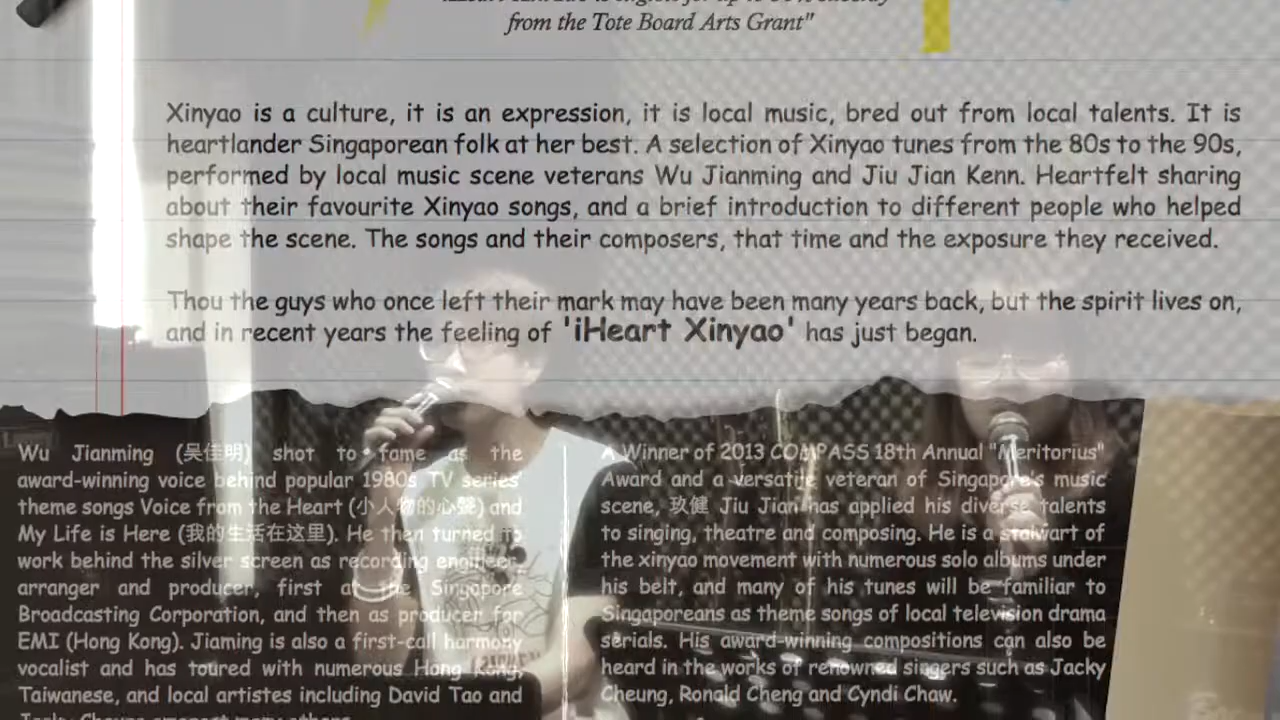 from the Tote Board Arts Grant"
Xinyao is a culture, it is an expression, it is local music, bred out from local talents. It is
heartlander Singaporean folk at her best. A selection of Xinyao tunes from the 80s to the 90s,
performed by local music scene veterans Wu Jianming and Jiu Jian Kenn. Heartfelt sharing
about their favourite Xinyao songs, and a brief introduction to different people who helped
shape the scene. The songs and their composers, that time and the exposure they received.
Thou the guys who once left their mark may have been many years back, but the spirit lives on,
and in recent years the feeling of 'iHeart Xinyao' has just began.
Wu Jianming (吴佳明) shot to fame as the
award-winning voice behind popular 1980s TV series'
theme songs Voice from the Heart (小人物的心聲) and
My Life is Here (我的生活在这里). He then turned to
work behind the silver screen as recording engineer,
arranger and producer, first at the Singapore
Broadcasting Corporation, and then as producer for
EMI (Hong Kong). Jiaming is also a first-call harmony
vocalist and has toured with numerous Hong Kong,
Taiwanese, and local artistes including David Tao and
A Winner of 2013 COMPASS 18th Annual "Meritorius"
Award and a versatile veteran of Singapore's music
scene, 玖健 Jiu Jian has applied his diverse talents
to singing, theatre and composing. He is a stalwart of
the xinyao movement with numerous solo albums under
his belt, and many of his tunes will be familiar to
Singaporeans as theme songs of local television drama
serials. His award-winning compositions can also be
heard in the works of renowned singers such as Jacky
Cheung, Ronald Cheng and Cyndi Chaw.